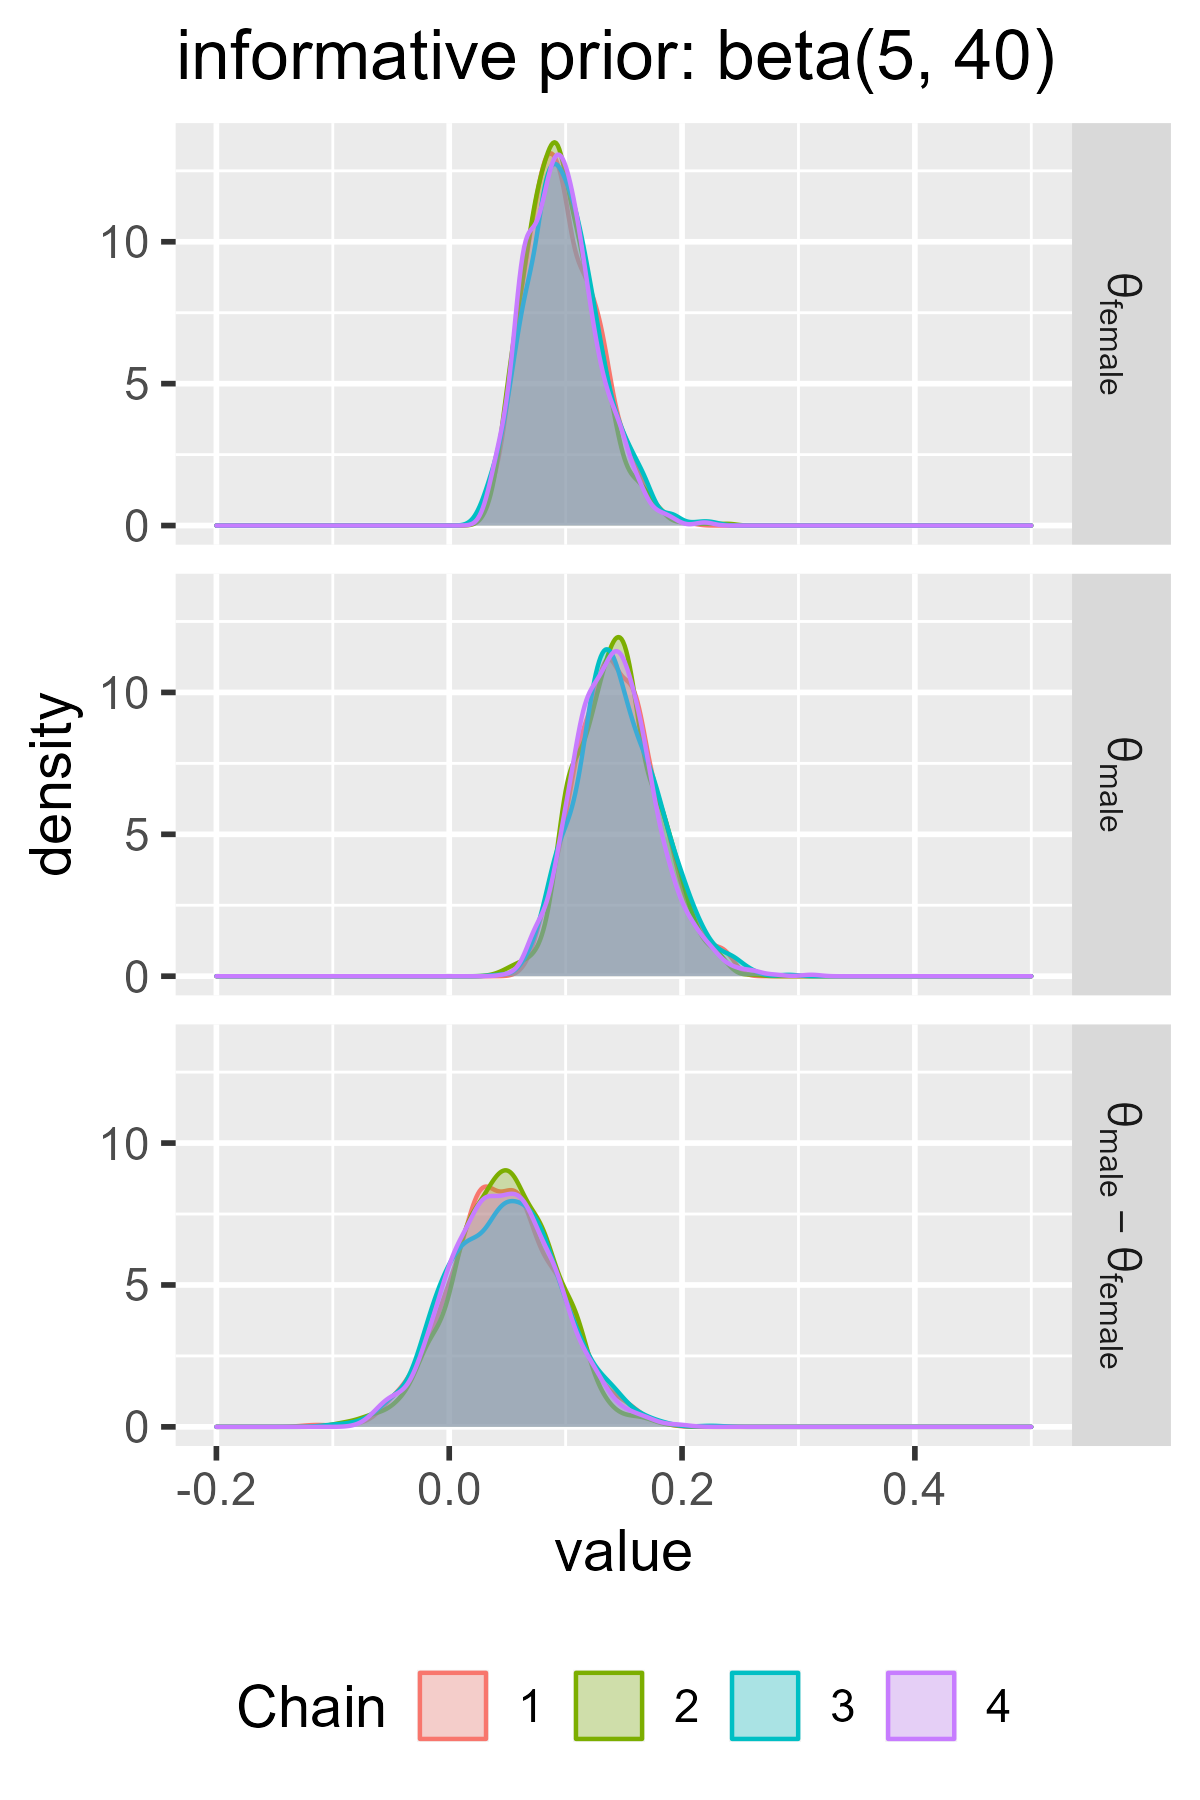 informative prior: beta(5, 40)
10
5
0
θfemale
10
5
0
θmale
10
5
0
θmale − θfemale
density
-0.2 0.0 0.2 0.4
value
Chain 1 2 3 4